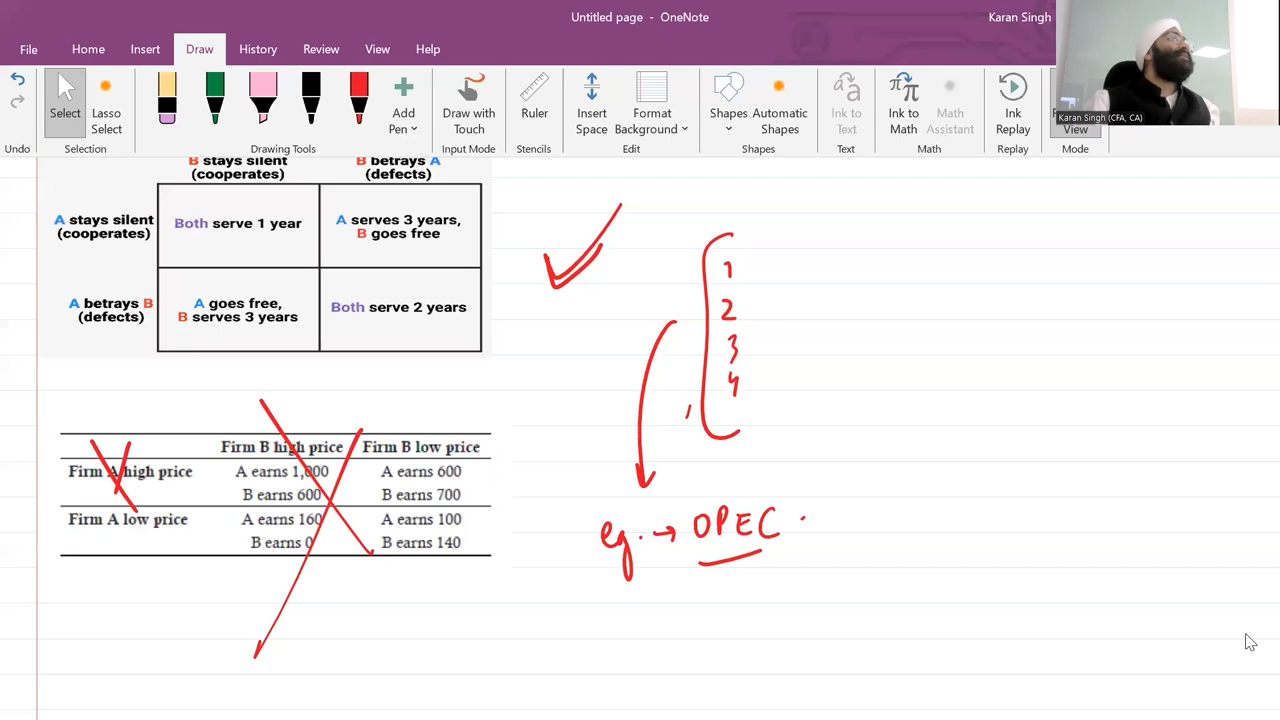 Untitled page - OneNote
Karan Singh
File Home Insert Draw History Review View Help
Select
Lasso Select
Add Pen
Draw with Touch
Ruler
Insert Space
Format Background
Shapes
Automatic Shapes
Ink to Text
Ink to Math
Math Assistant
Ink Replay
View
Undo Selection Drawing Tools Input Mode Stencils Edit Shapes Text Math Replay Mode
Karan Singh (CFA, CA)
B stays silent (cooperates)
B betrays A (defects)
A stays silent (cooperates)
Both serve 1 year
A serves 3 years, B goes free
A betrays B (defects)
A goes free, B serves 3 years
Both serve 2 years
1
2
3
4
Firm B high price Firm B low price
Firm A high price A earns 1,000 A earns 600
B earns 600 B earns 700
Firm A low price A earns 160 A earns 100
B earns 0 B earns 140
eg. → OPEC